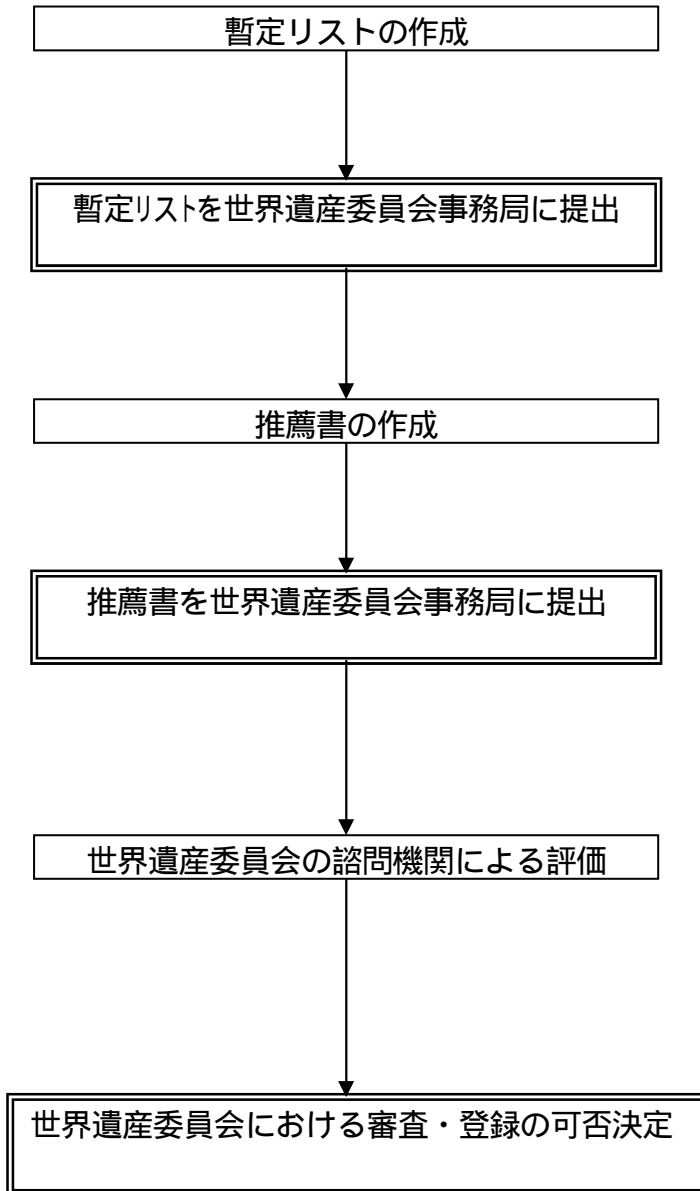 暫定リストの作成
暫定ﾘｽﾄを世界遺産委員会事務局に提出
推薦書の作成
推薦書を世界遺産委員会事務局に提出
世界遺産委員会の諮問機関による評価
世界遺産委員会における審査・登録の可否決定